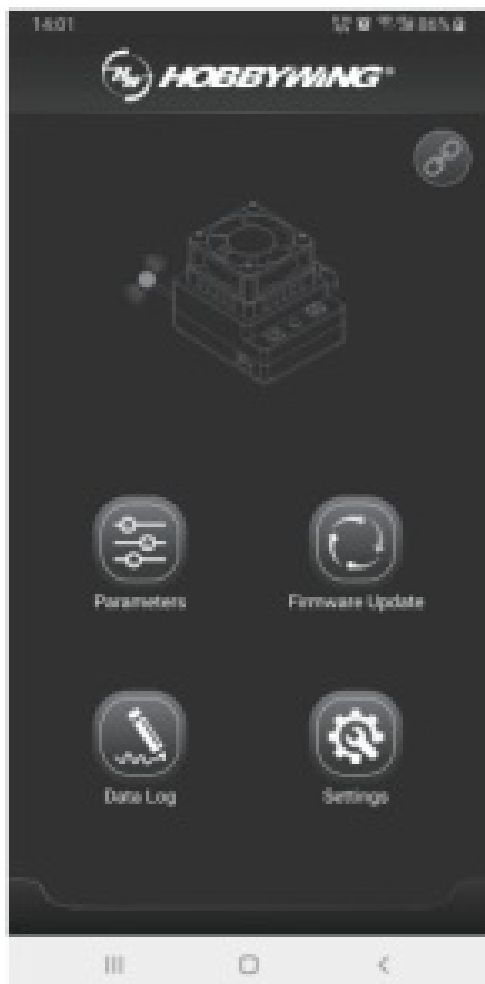 14:01
HOBBYWING®
Parameters
Firmware Update
Data Log
Settings